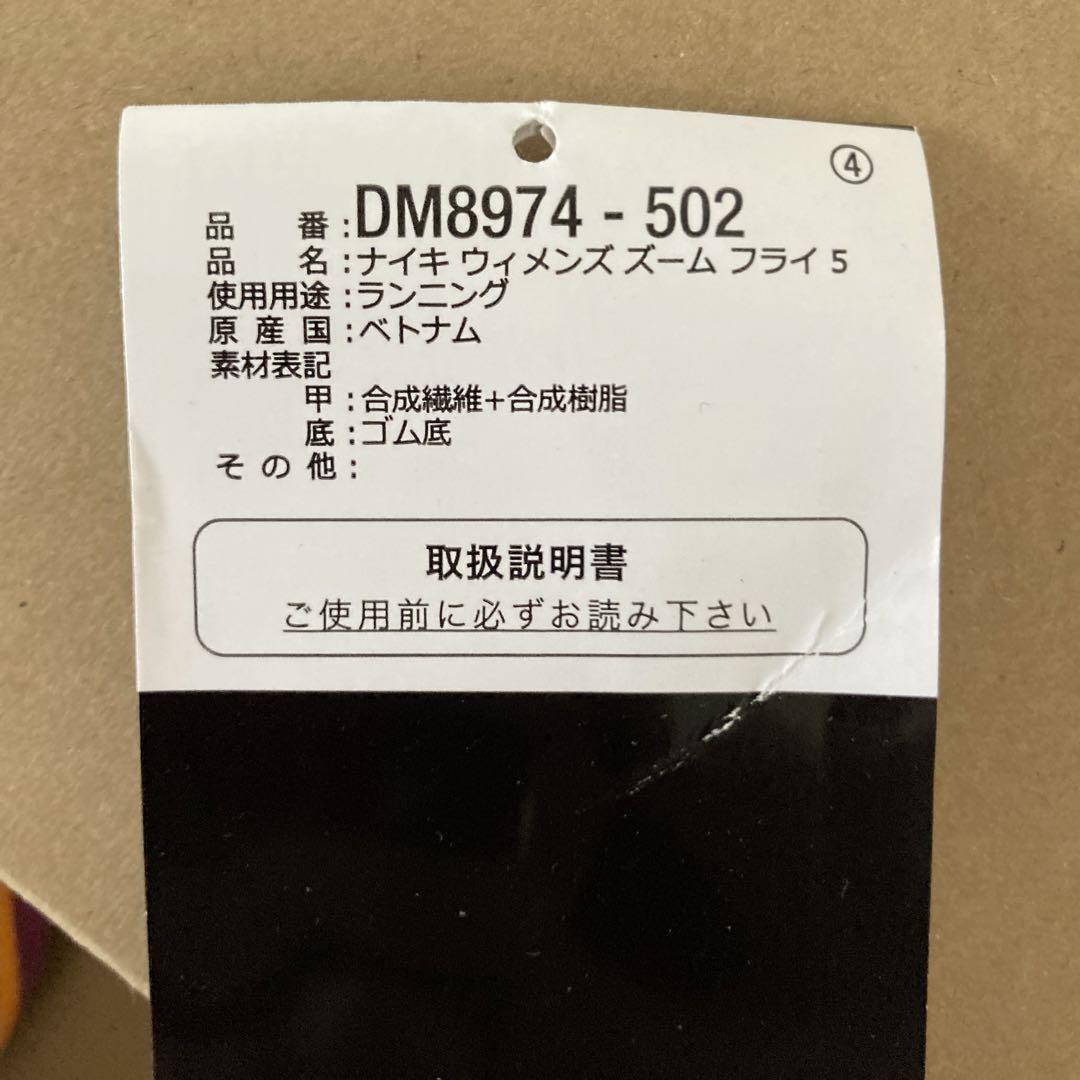 ④
品番:DM8974 - 502
品名:ナイキ ウィメンズ ズーム フライ 5
使用用途:ランニング
原産国:ベトナム
素材表記
甲:合成繊維+合成樹脂
底:ゴム底
その他:
取扱説明書
ご使用前に必ずお読み下さい